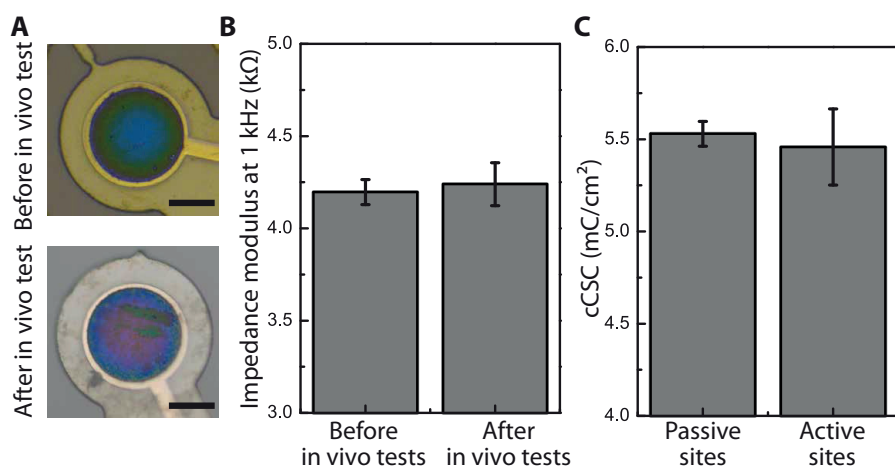 A
Before in vivo test
After in vivo test
B
Impedance modulus at 1 kHz (kΩ)
5.0
4.5
4.0
3.5
3.0
Before
in vivo tests
After
in vivo tests
C
cCSC (mC/cm²)
6.0
5.5
5.0
4.5
4.0
Passive
sites
Active
sites